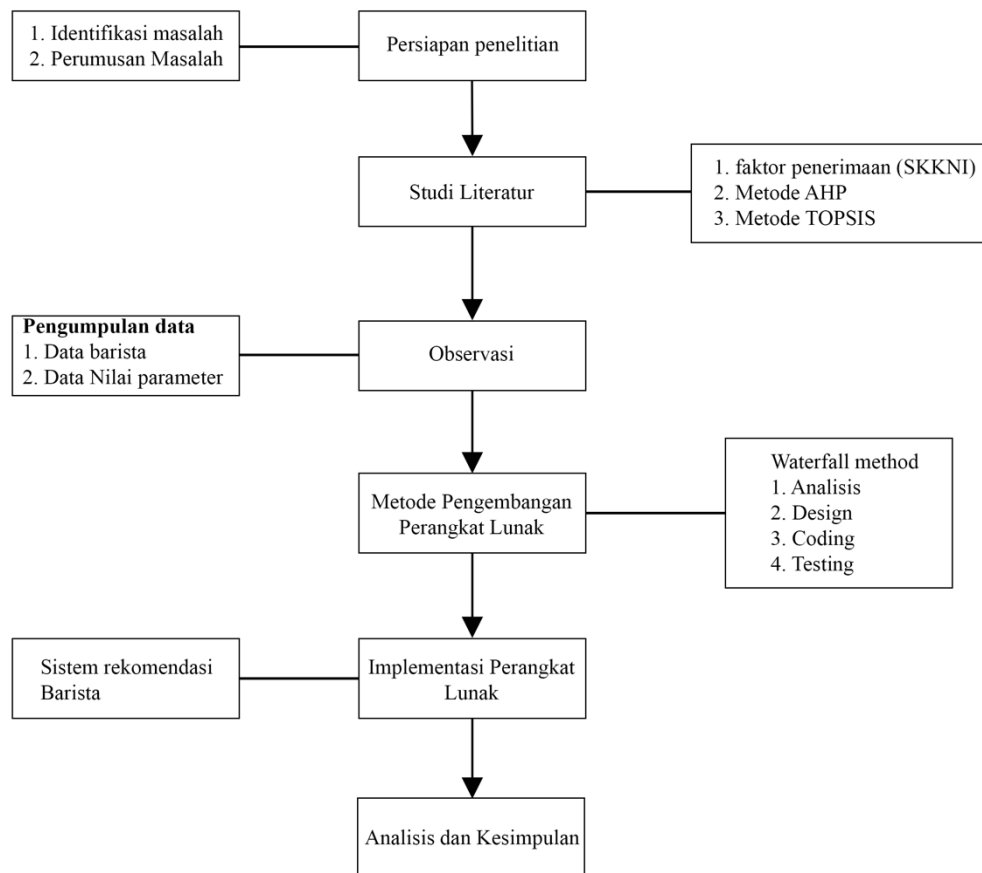 1. Identifikasi masalah
2. Perumusan Masalah
Persiapan penelitian
Studi Literatur
1. faktor penerimaan (SKKNI)
2. Metode AHP
3. Metode TOPSIS
Pengumpulan data
1. Data barista
2. Data Nilai parameter
Observasi
Metode Pengembangan
Perangkat Lunak
Waterfall method
1. Analisis
2. Design
3. Coding
4. Testing
Sistem rekomendasi
Barista
Implementasi Perangkat
Lunak
Analisis dan Kesimpulan